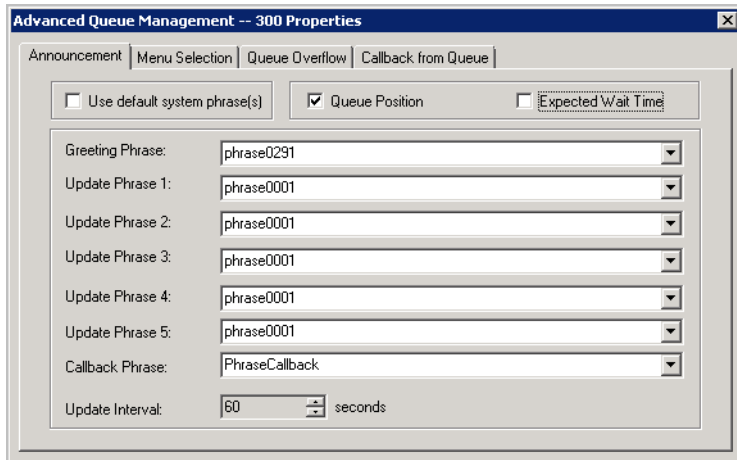 Advanced Queue Management -- 300 Properties
Announcement Menu Selection Queue Overflow Callback from Queue
Use default system phrase(s) Queue Position Expected Wait Time
Greeting Phrase: phrase0291
Update Phrase 1: phrase0001
Update Phrase 2: phrase0001
Update Phrase 3: phrase0001
Update Phrase 4: phrase0001
Update Phrase 5: phrase0001
Callback Phrase: PhraseCallback
Update Interval: 60 seconds